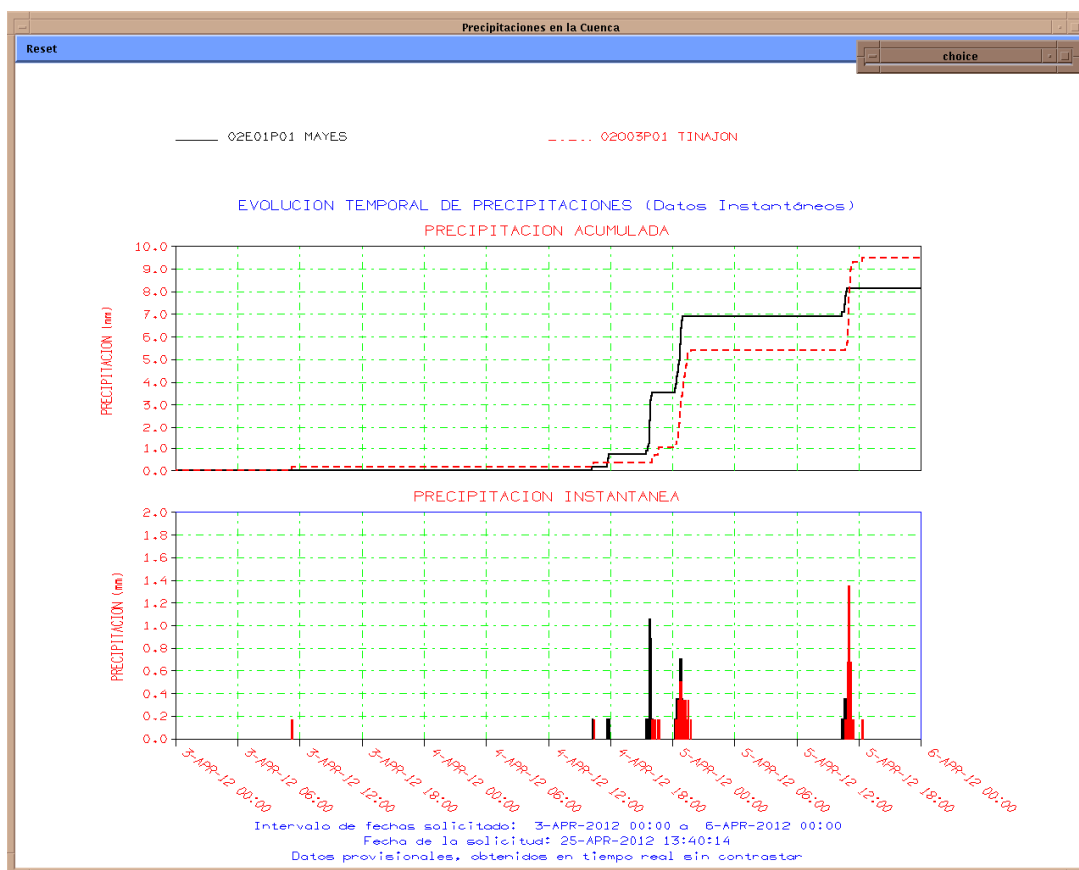 Precipitaciones en la Cuenca
Reset
choice
02E01P01 MAYES
02O03P01 TINAJON
EVOLUCION TEMPORAL DE PRECIPITACIONES (Datos Instantáneos)
PRECIPITACION ACUMULADA
PRECIPITACION (mm)
10.0
9.0
8.0
7.0
6.0
5.0
4.0
3.0
2.0
1.0
0.0
PRECIPITACION INSTANTANEA
PRECIPITACION (mm)
2.0
1.8
1.6
1.4
1.2
1.0
0.8
0.6
0.4
0.2
0.0
3-APR-12 00:00
3-APR-12 06:00
3-APR-12 12:00
3-APR-12 18:00
4-APR-12 00:00
4-APR-12 06:00
4-APR-12 12:00
4-APR-12 18:00
5-APR-12 00:00
5-APR-12 06:00
5-APR-12 12:00
5-APR-12 18:00
6-APR-12 00:00
Intervalo de fechas solicitado: 3-APR-2012 00:00 a 6-APR-2012 00:00
Fecha de la solicitud: 25-APR-2012 13:40:14
Datos provisionales, obtenidos en tiempo real sin contrastar